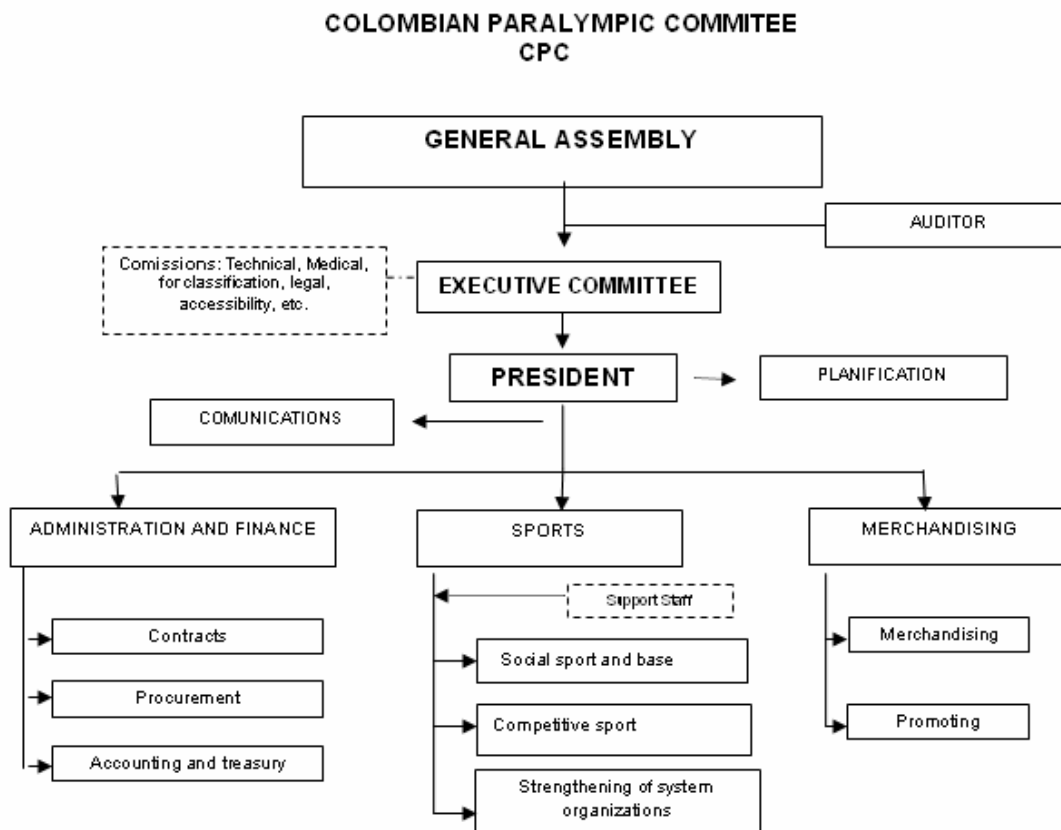 COLOMBIAN PARALYMPIC COMMITEE
CPC
GENERAL ASSEMBLY
AUDITOR
Comissions: Technical, Medical,
for classification, legal,
accessibility, etc.
EXECUTIVE COMMITTEE
PRESIDENT
PLANIFICATION
COMUNICATIONS
ADMINISTRATION AND FINANCE
SPORTS
MERCHANDISING
Support Staff
Contracts
Merchandising
Social sport and base
Procurement
Competitive sport
Promoting
Accounting and treasury
Strengthening of system
organizations